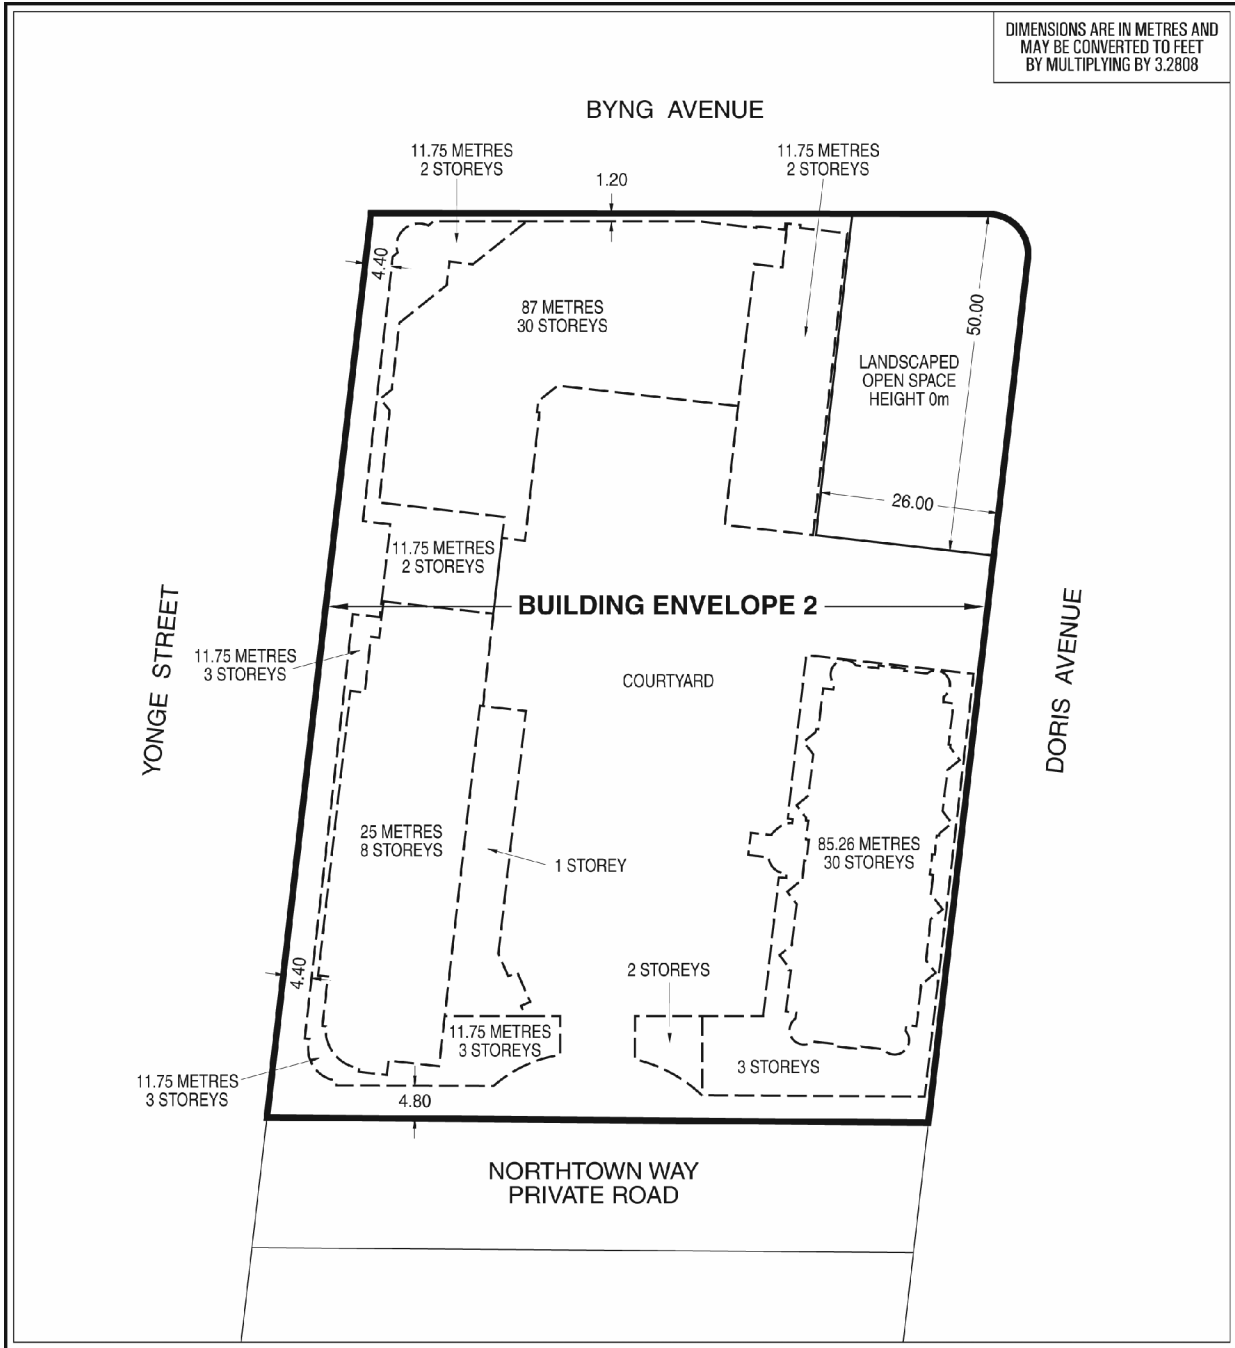 DIMENSIONS ARE IN METRES AND
MAY BE CONVERTED TO FEET
BY MULTIPLYING BY 3.2808
BYNG AVENUE
11.75 METRES
2 STOREYS
1.20
11.75 METRES
2 STOREYS
4.40
87 METRES
30 STOREYS
50.00
LANDSCAPED
OPEN SPACE
HEIGHT 0m
26.00
11.75 METRES
2 STOREYS
BUILDING ENVELOPE 2
YONGE STREET
11.75 METRES
3 STOREYS
COURTYARD
DORIS AVENUE
25 METRES
8 STOREYS
1 STOREY
85.26 METRES
30 STOREYS
4.40
2 STOREYS
11.75 METRES
3 STOREYS
3 STOREYS
11.75 METRES
3 STOREYS
4.80
NORTHTOWN WAY
PRIVATE ROAD